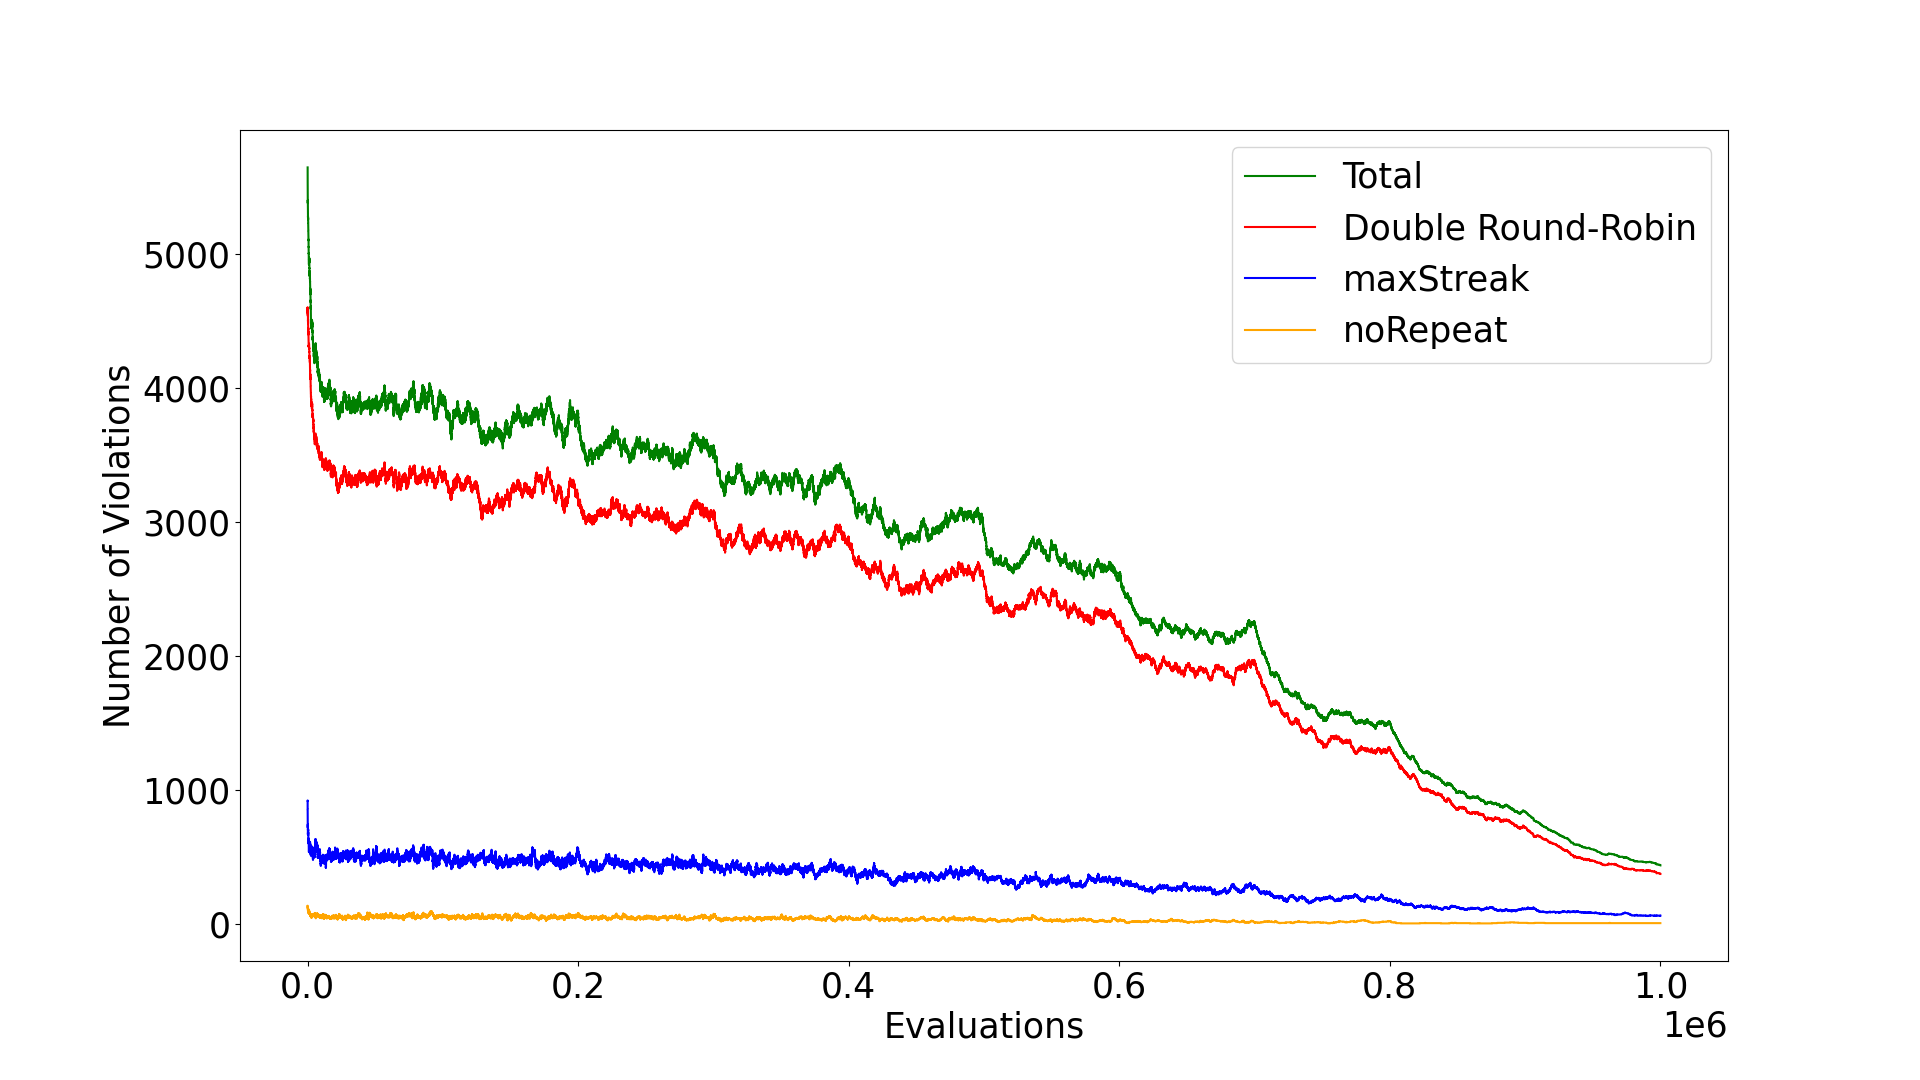 Total
Double Round-Robin
maxStreak
noRepeat
Number of Violations
5000
4000
3000
2000
1000
0
0.0 0.2 0.4 0.6 0.8 1.0
Evaluations
1e6